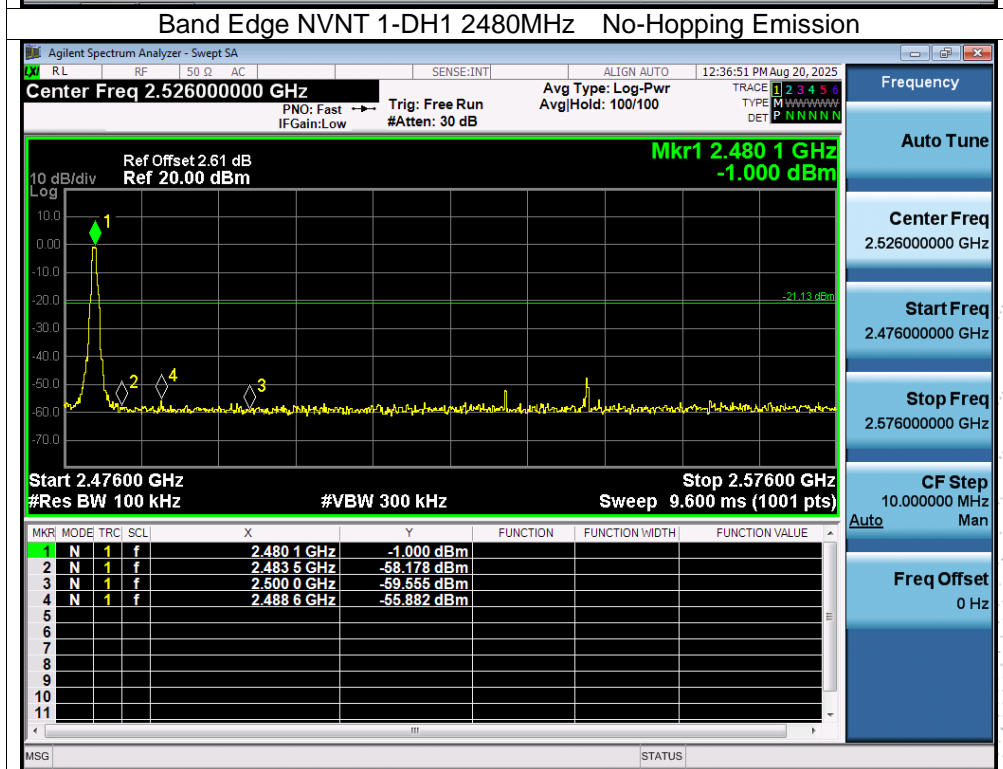 Band Edge NVNT 1-DH1 2480MHz No-Hopping Emission
Agilent Spectrum Analyzer - Swept SA
LXI RL RF 50 Ω AC SENSE:INT ALIGN AUTO 12:36:51 PM Aug 20, 2025
Center Freq 2.526000000 GHz
PNO: Fast
IFGain:Low
Trig: Free Run
#Atten: 30 dB
Avg Type: Log-Pwr
Avg|Hold: 100/100
TRACE 1 2 3 4 5 6
TYPE M WWWWW
DET P N N N N N
Frequency
Ref Offset 2.61 dB
Ref 20.00 dBm
10 dB/div
Log
Mkr1 2.480 1 GHz
-1.000 dBm
10.0
0.00
-10.0
-20.0
-30.0
-40.0
-50.0
-60.0
-70.0
1
2
4
3
-21.13 dBm
Start 2.47600 GHz
Stop 2.57600 GHz
#Res BW 100 kHz
#VBW 300 kHz
Sweep 9.600 ms (1001 pts)
MKR MODE TRC SCL X Y FUNCTION FUNCTION WIDTH FUNCTION VALUE
1 N 1 f 2.480 1 GHz -1.000 dBm
2 N 1 f 2.483 5 GHz -58.178 dBm
3 N 1 f 2.500 0 GHz -59.555 dBm
4 N 1 f 2.488 6 GHz -55.882 dBm
5
6
7
8
9
10
11
Auto Tune
Center Freq
2.526000000 GHz
Start Freq
2.476000000 GHz
Stop Freq
2.576000000 GHz
CF Step
10.000000 MHz
Auto Man
Freq Offset
0 Hz
MSG
STATUS